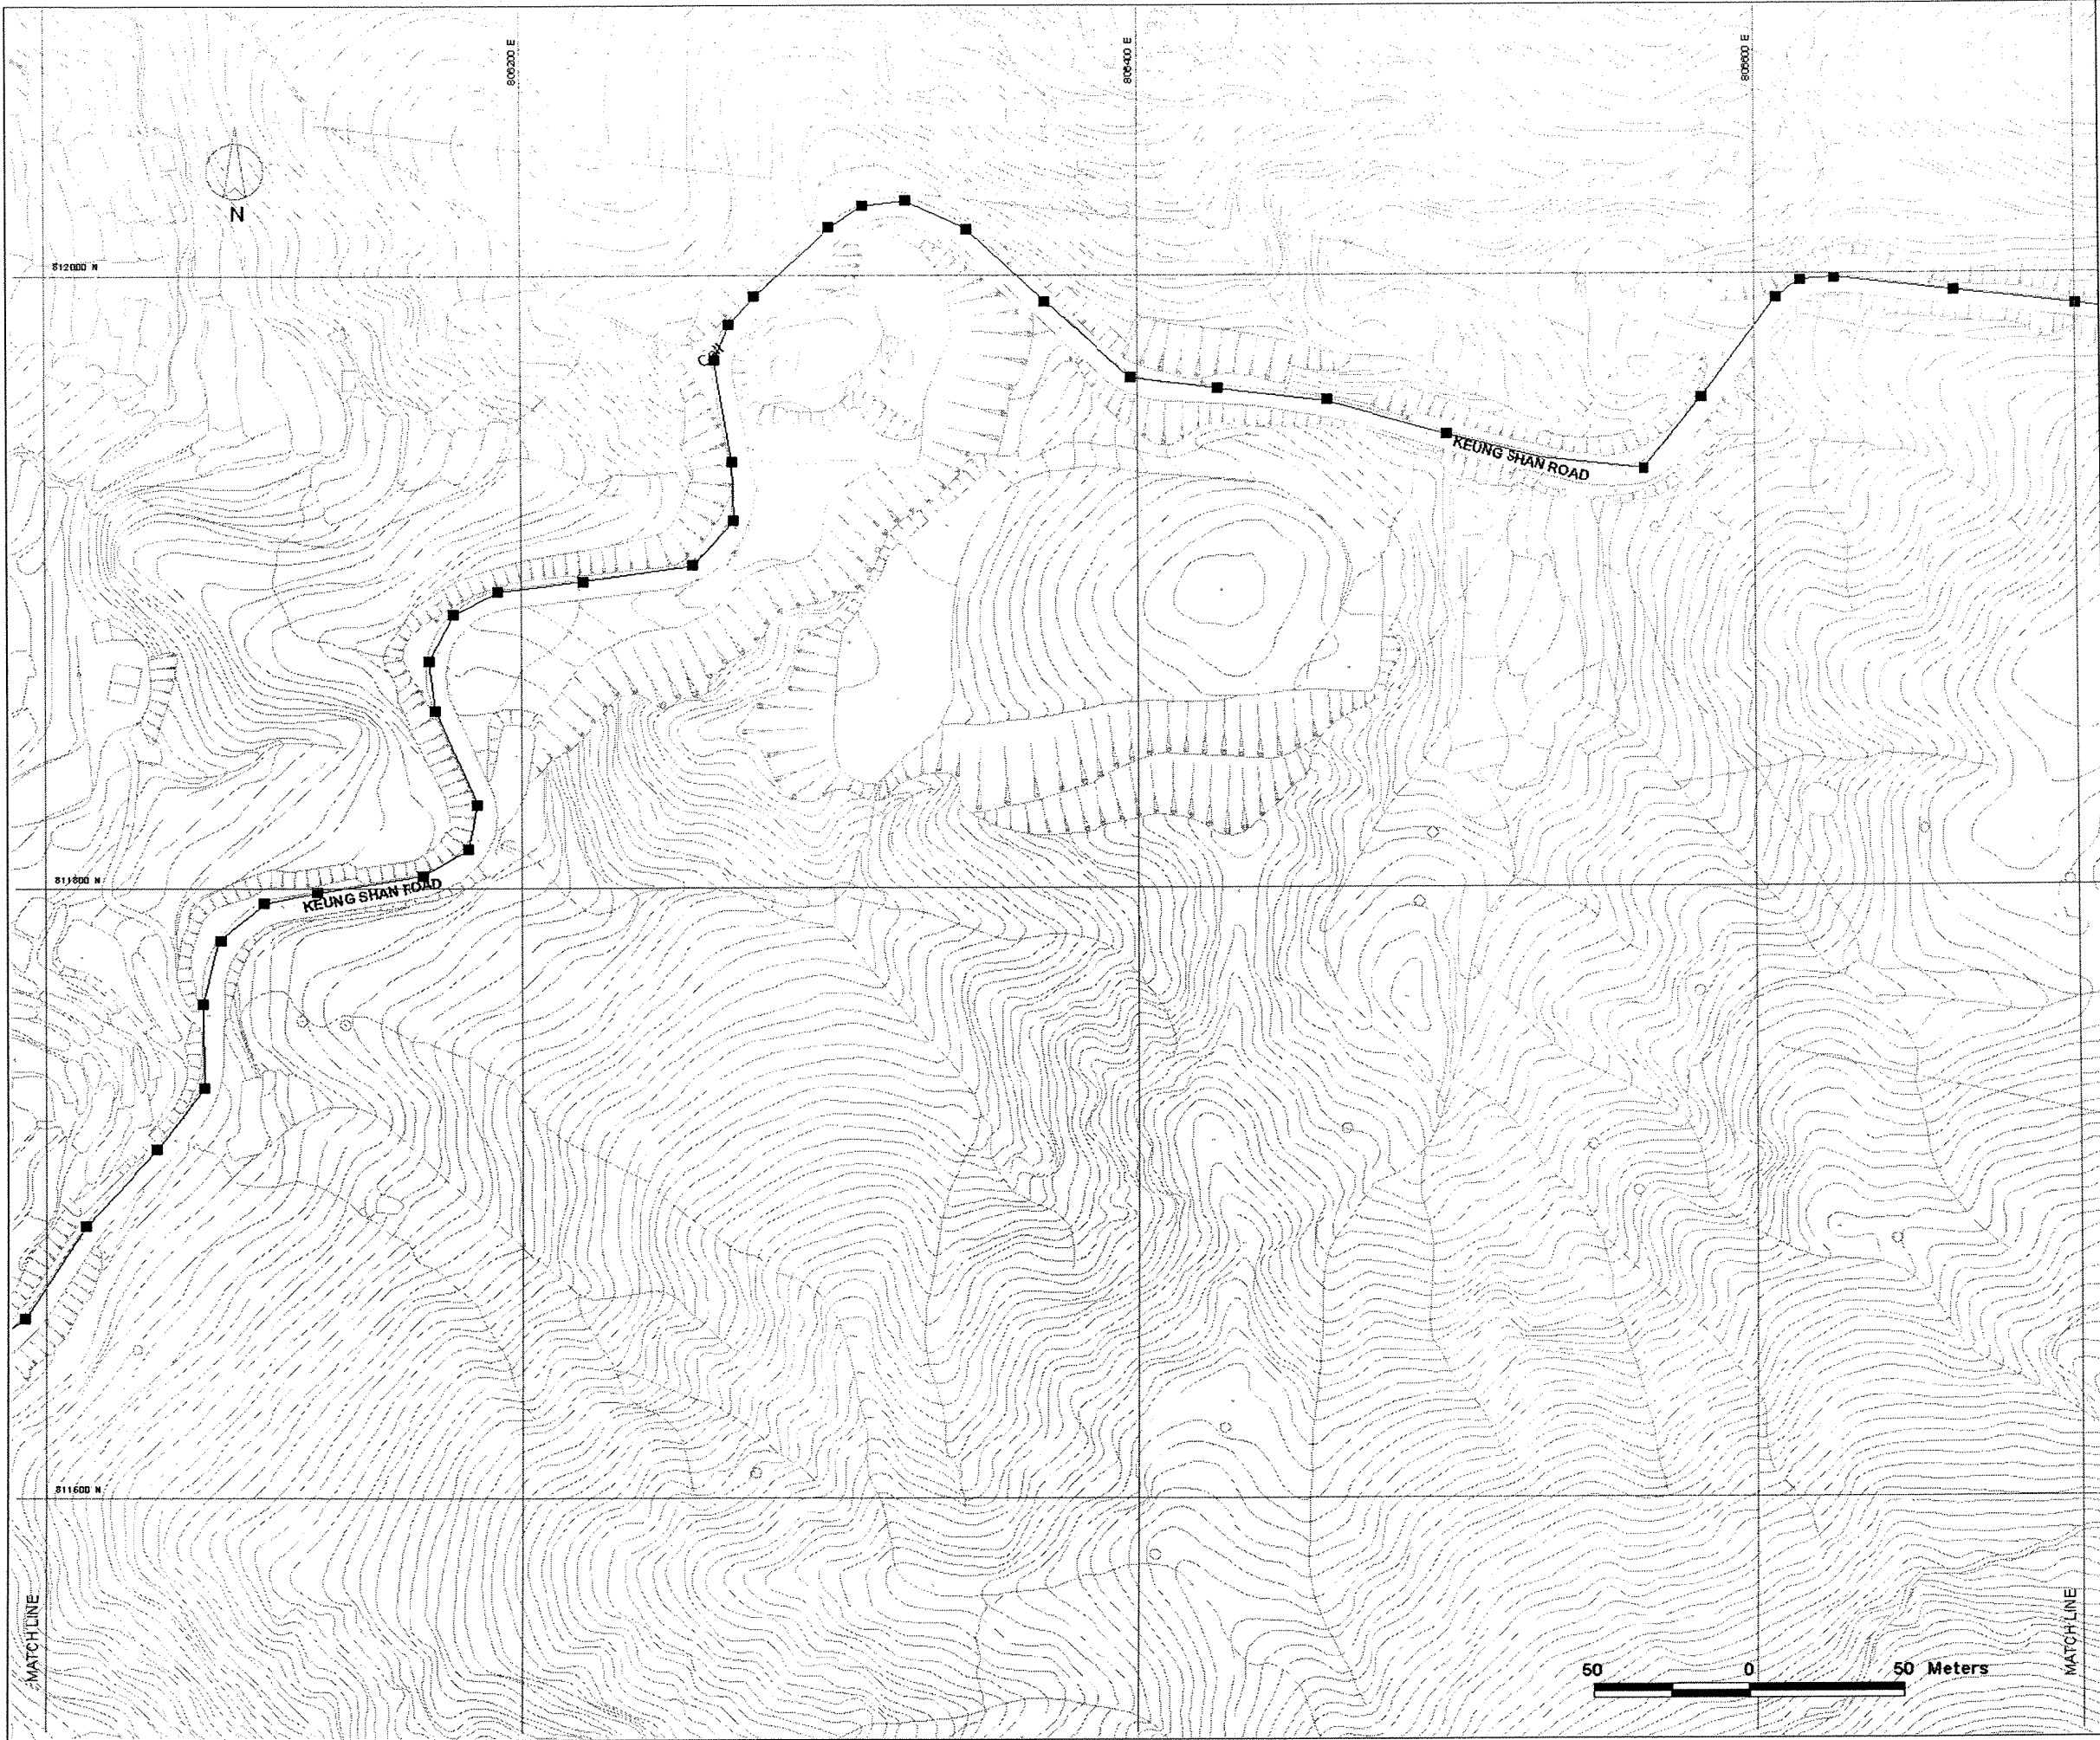 806200 E
806400 E
806600 E
N
812000 N
KEUNG SHAN ROAD
811800 N
KEUNG SHAN ROAD
811600 N
MATCH LINE
MATCH LINE
50 0 50 Meters